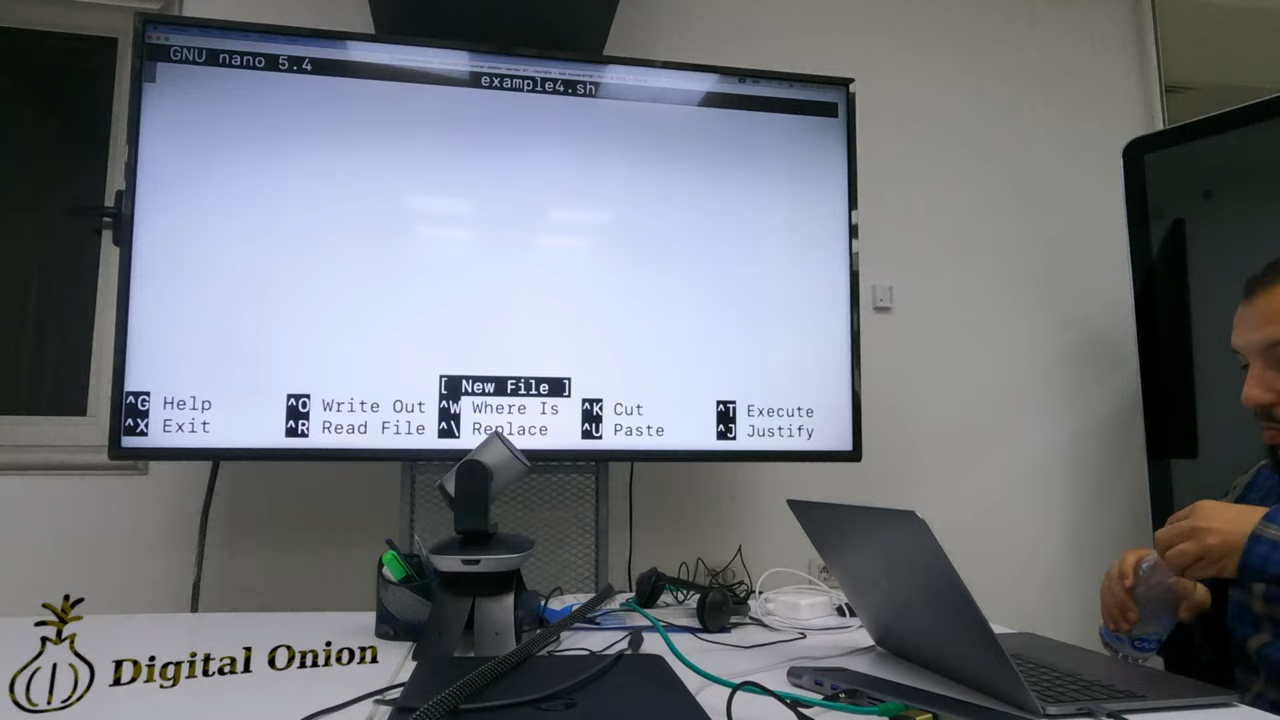 GNU nano 5.4
example4.sh
[ New File ]
^G Help ^O Write Out ^W Where Is ^K Cut ^T Execute
^X Exit ^R Read File ^\ Replace ^U Paste ^J Justify
Digital Onion